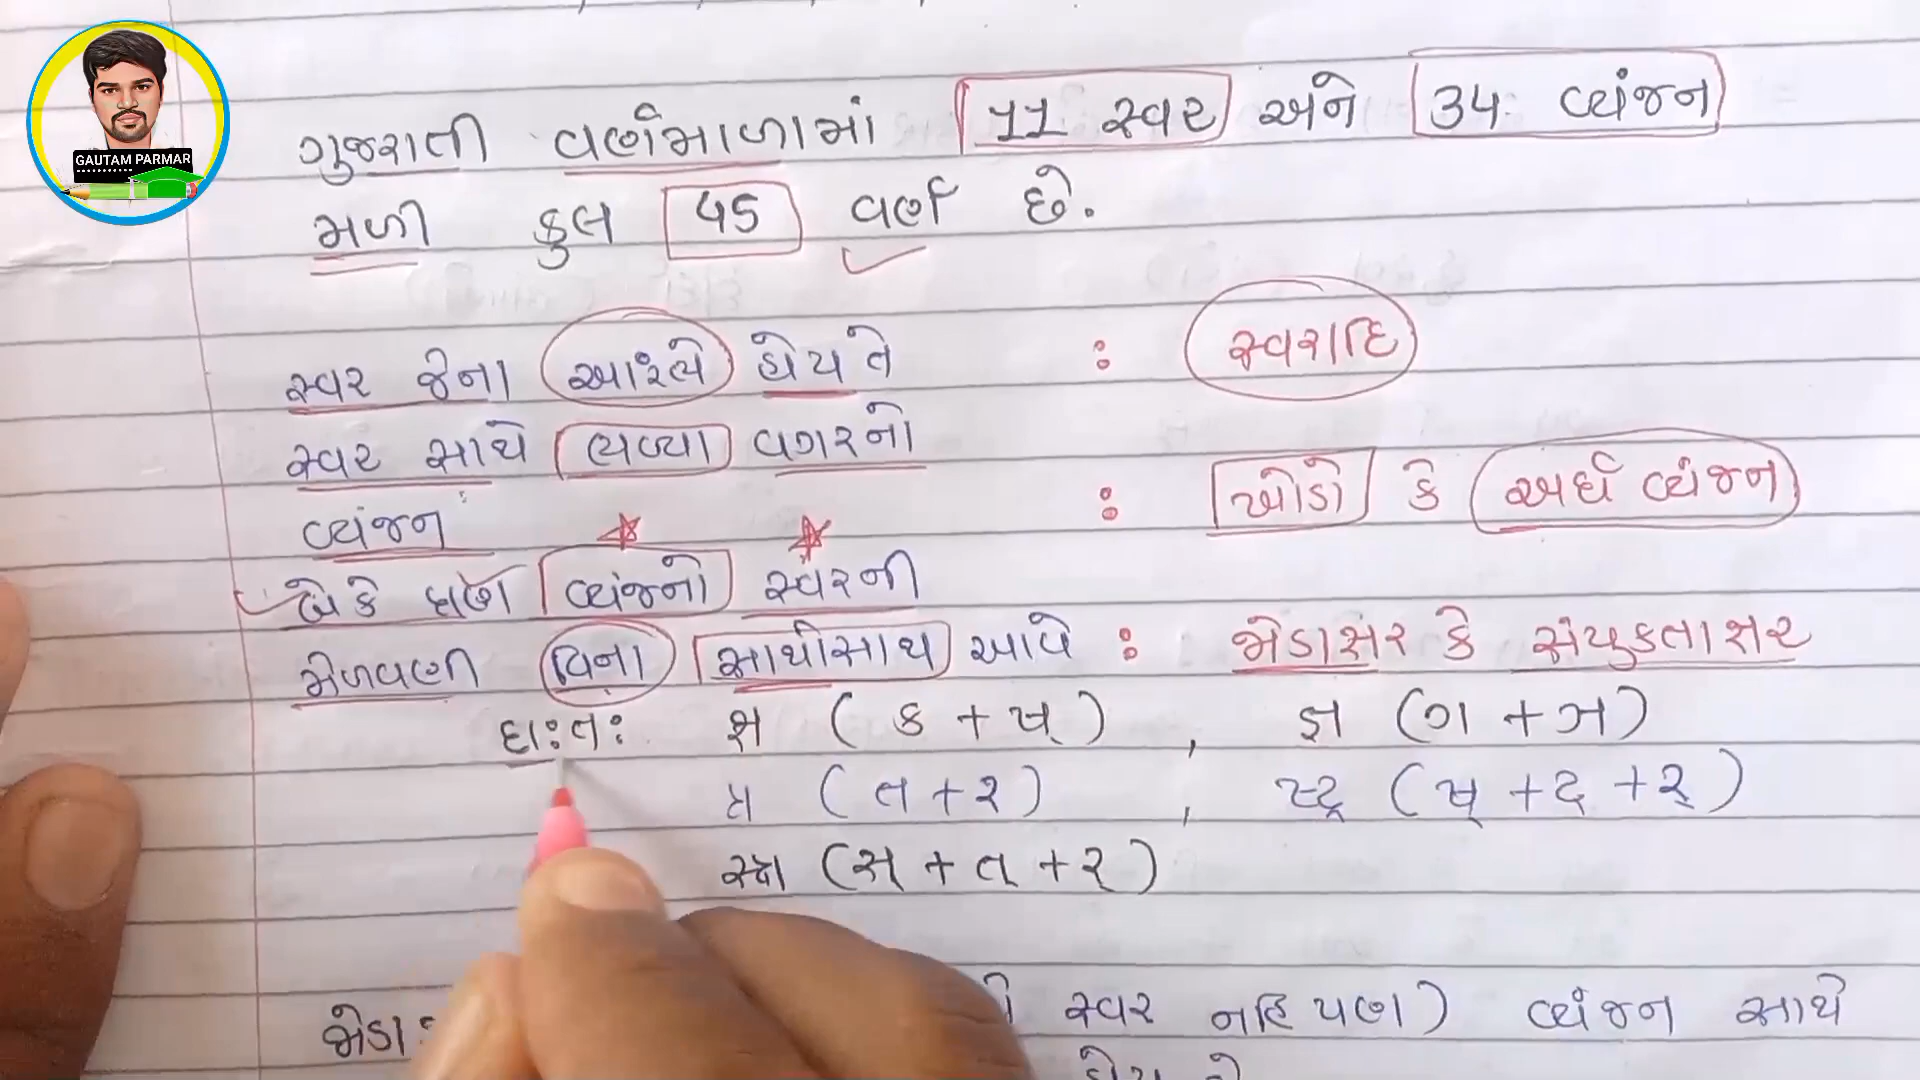 GAUTAM PARMAR
ગુજરાતી વર્ણમાળામાં 11 સ્વર અને 34 વ્યંજન
મળી કુલ 45 વર્ણ છે.
સ્વર જેના આરંભે હોય તે : સ્વરાદિ
સ્વર સાથે ભળ્યા વગરનો
વ્યંજન : ખોડો કે અર્ધ વ્યંજન
બે કે ત્રણ વ્યંજનો સ્વરની
મેળવણી વિના સાથોસાથ આવે : જોડાક્ષર કે સંયુક્તાક્ષર
દા:ત: ક્ષ (ક + ષ્) , જ્ઞ (ગ + ઞ)
ત્ર (ત + ર) , ષ્ટ્ર (ષ્ + ટ્ + ર્)
સ્ત્ર (સ્ + ત્ + ર્)
જોડા સ્વર નહિ પણ) વ્યંજન સાથે
હોય તે